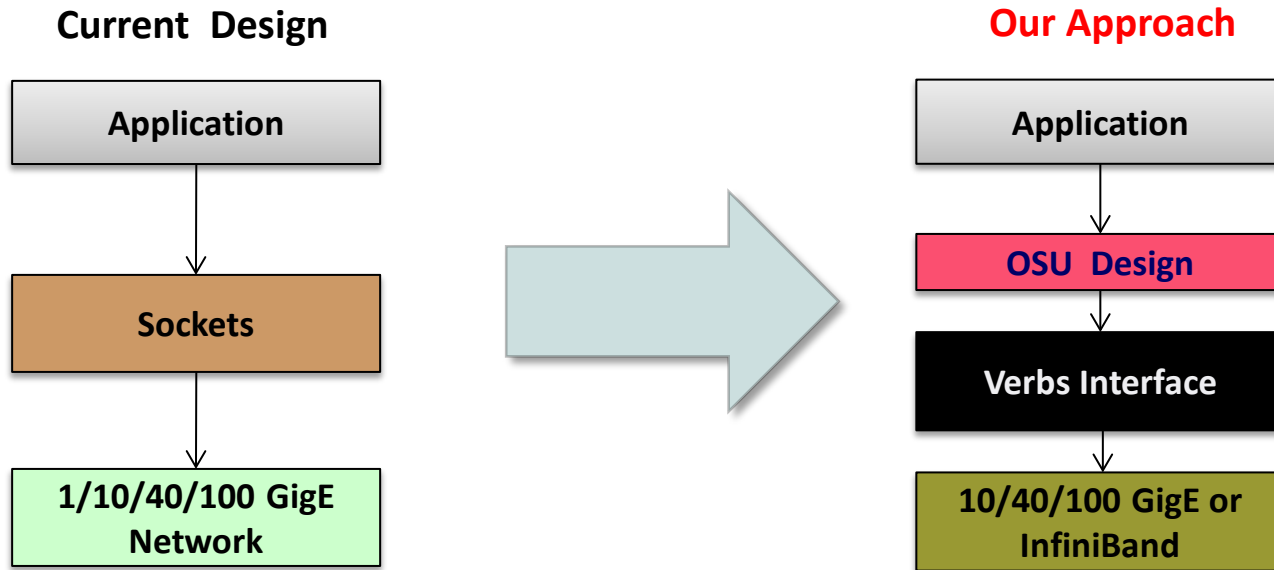 Current Design
Application
Sockets
1/10/40/100 GigE
Network
Our Approach
Application
OSU Design
Verbs Interface
10/40/100 GigE or
InfiniBand